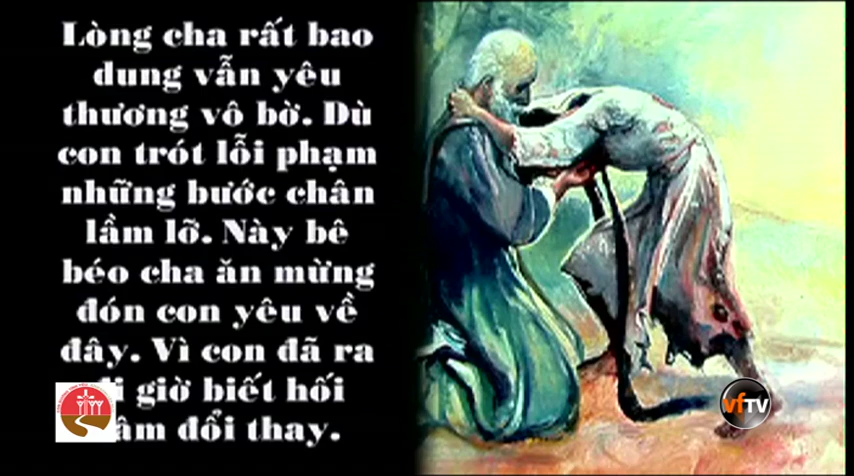 Lòng cha rất bao
dung vẫn yêu
thương vô bờ. Dù
con trót lỗi phạm
những bước chân
lầm lỡ. Này bê
béo cha ăn mừng
đón con yêu về
đây. Vì con đã ra
giờ biết hối
đổi thay.
vfTV